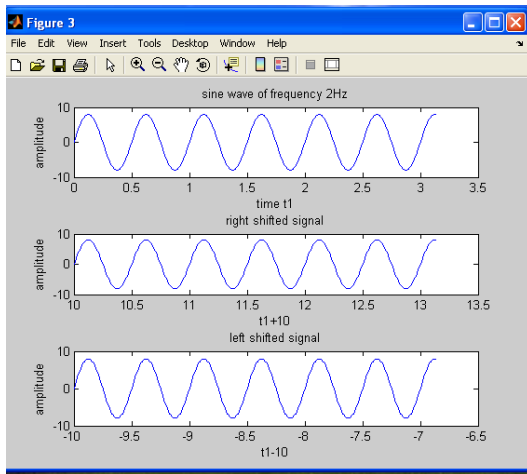 Figure 3
File Edit View Insert Tools Desktop Window Help
sine wave of frequency 2Hz
10
0
-10
amplitude
0 0.5 1 1.5 2 2.5 3 3.5
time t1
right shifted signal
10
0
-10
amplitude
10 10.5 11 11.5 12 12.5 13 13.5
t1+10
left shifted signal
10
0
-10
amplitude
-10 -9.5 -9 -8.5 -8 -7.5 -7 -6.5
t1-10